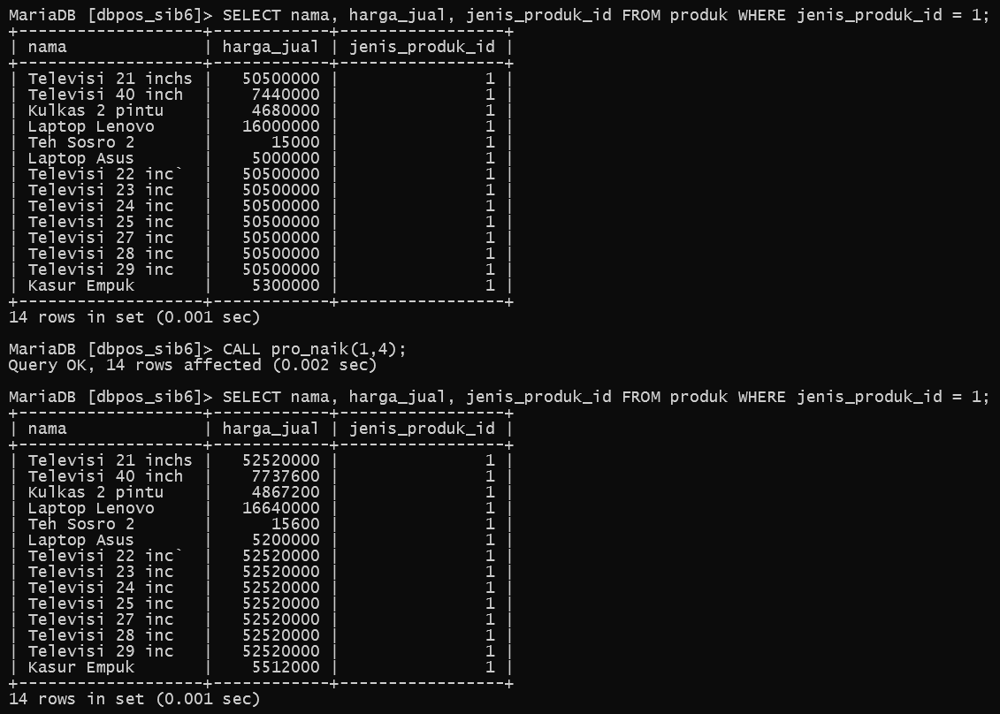 MariaDB [dbpos_sib6]> SELECT nama, harga_jual, jenis_produk_id FROM produk WHERE jenis_produk_id = 1;
+-------------------+------------+-----------------+
| nama              | harga_jual | jenis_produk_id |
+-------------------+------------+-----------------+
| Televisi 21 inchs |   50500000 |               1 |
| Televisi 40 inch  |    7440000 |               1 |
| Kulkas 2 pintu    |    4680000 |               1 |
| Laptop Lenovo     |   16000000 |               1 |
| Teh Sosro 2       |      15000 |               1 |
| Laptop Asus       |    5000000 |               1 |
| Televisi 22 inc`  |   50500000 |               1 |
| Televisi 23 inc   |   50500000 |               1 |
| Televisi 24 inc   |   50500000 |               1 |
| Televisi 25 inc   |   50500000 |               1 |
| Televisi 27 inc   |   50500000 |               1 |
| Televisi 28 inc   |   50500000 |               1 |
| Televisi 29 inc   |   50500000 |               1 |
| Kasur Empuk       |    5300000 |               1 |
+-------------------+------------+-----------------+
14 rows in set (0.001 sec)
MariaDB [dbpos_sib6]> CALL pro_naik(1,4);
Query OK, 14 rows affected (0.002 sec)
MariaDB [dbpos_sib6]> SELECT nama, harga_jual, jenis_produk_id FROM produk WHERE jenis_produk_id = 1;
+-------------------+------------+-----------------+
| nama              | harga_jual | jenis_produk_id |
+-------------------+------------+-----------------+
| Televisi 21 inchs |   52520000 |               1 |
| Televisi 40 inch  |    7737600 |               1 |
| Kulkas 2 pintu    |    4867200 |               1 |
| Laptop Lenovo     |   16640000 |               1 |
| Teh Sosro 2       |      15600 |               1 |
| Laptop Asus       |    5200000 |               1 |
| Televisi 22 inc`  |   52520000 |               1 |
| Televisi 23 inc   |   52520000 |               1 |
| Televisi 24 inc   |   52520000 |               1 |
| Televisi 25 inc   |   52520000 |               1 |
| Televisi 27 inc   |   52520000 |               1 |
| Televisi 28 inc   |   52520000 |               1 |
| Televisi 29 inc   |   52520000 |               1 |
| Kasur Empuk       |    5512000 |               1 |
+-------------------+------------+-----------------+
14 rows in set (0.001 sec)